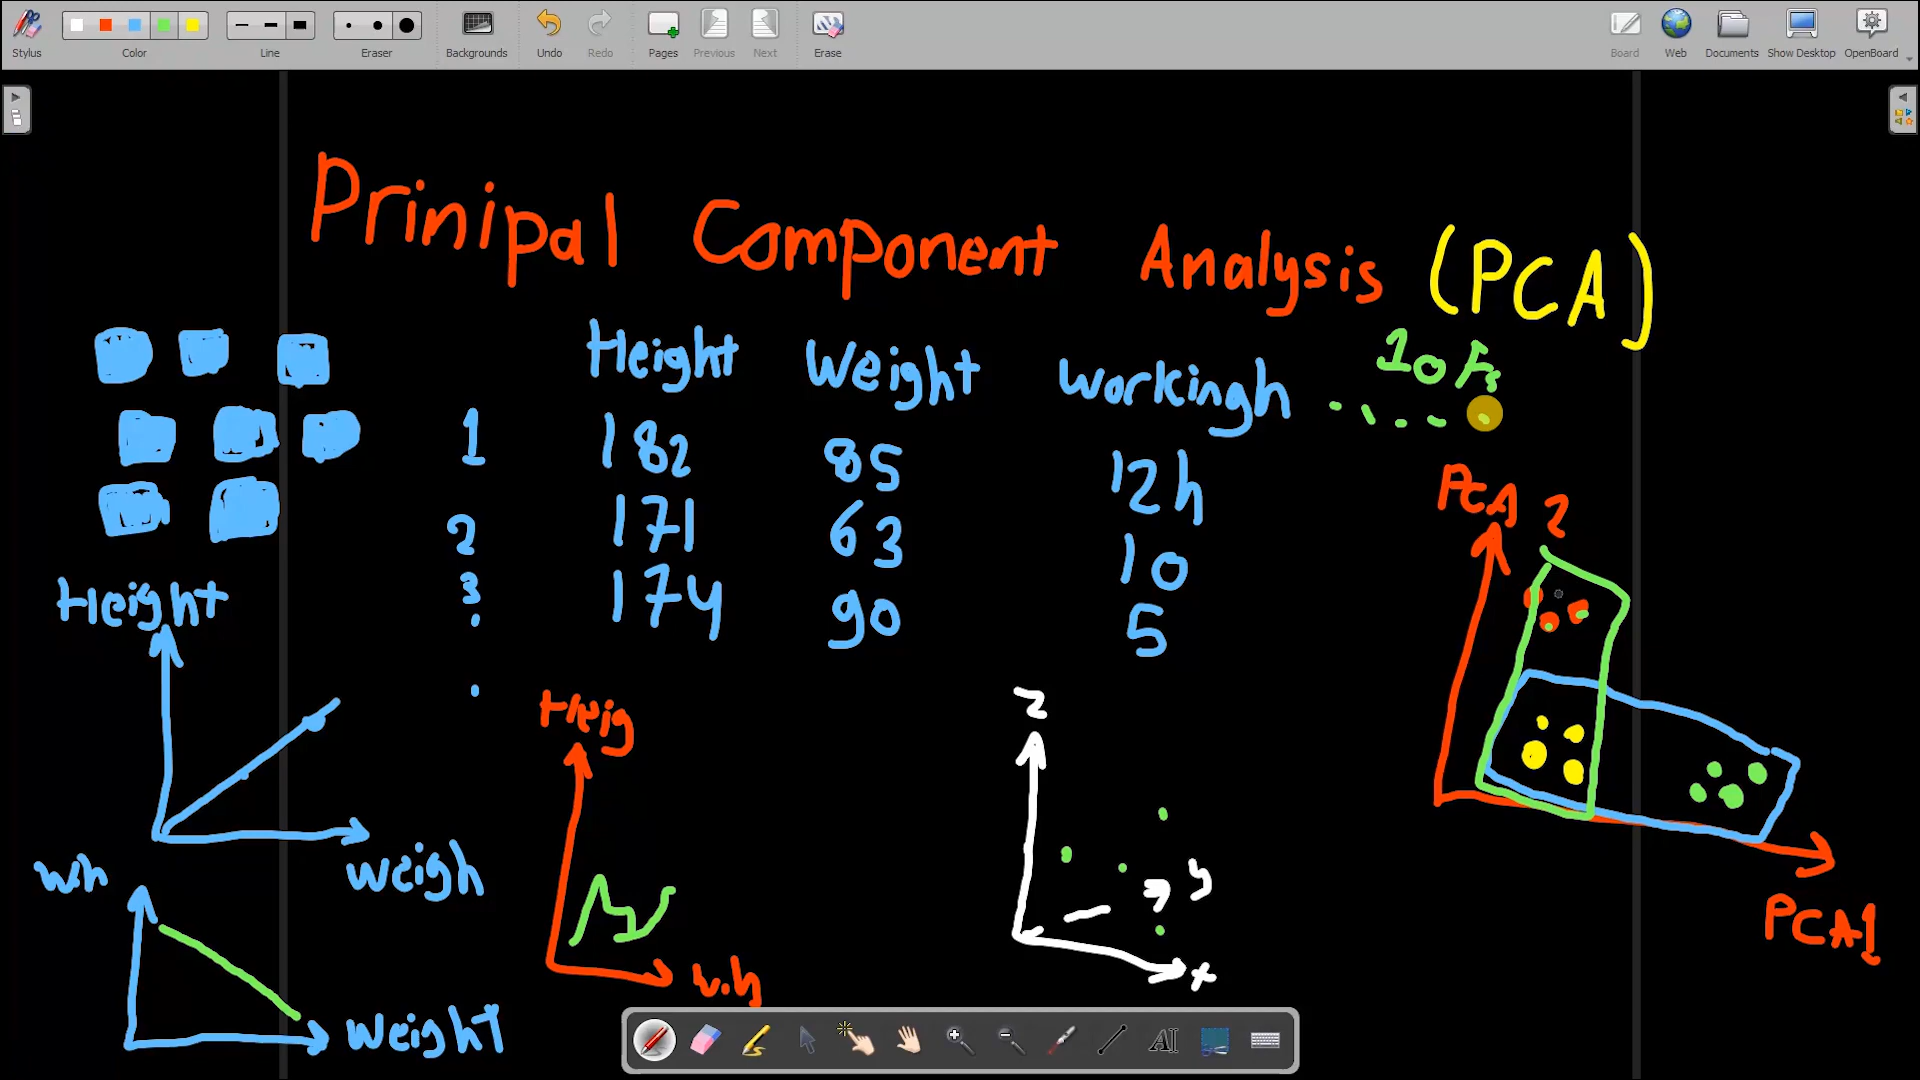 Stylus Color Line Eraser Backgrounds Undo Redo Pages Previous Next Erase Board Web Documents Show Desktop OpenBoard
Prinipal Component Analysis (PCA)
10 Fs
Height Weight workingh . . . . .
1 182 85 12h
2 171 63 10
3 174 90 5
Height
weigh
w.h
weight
Heig
w.h
z
y
x
PCA 2
PCA1